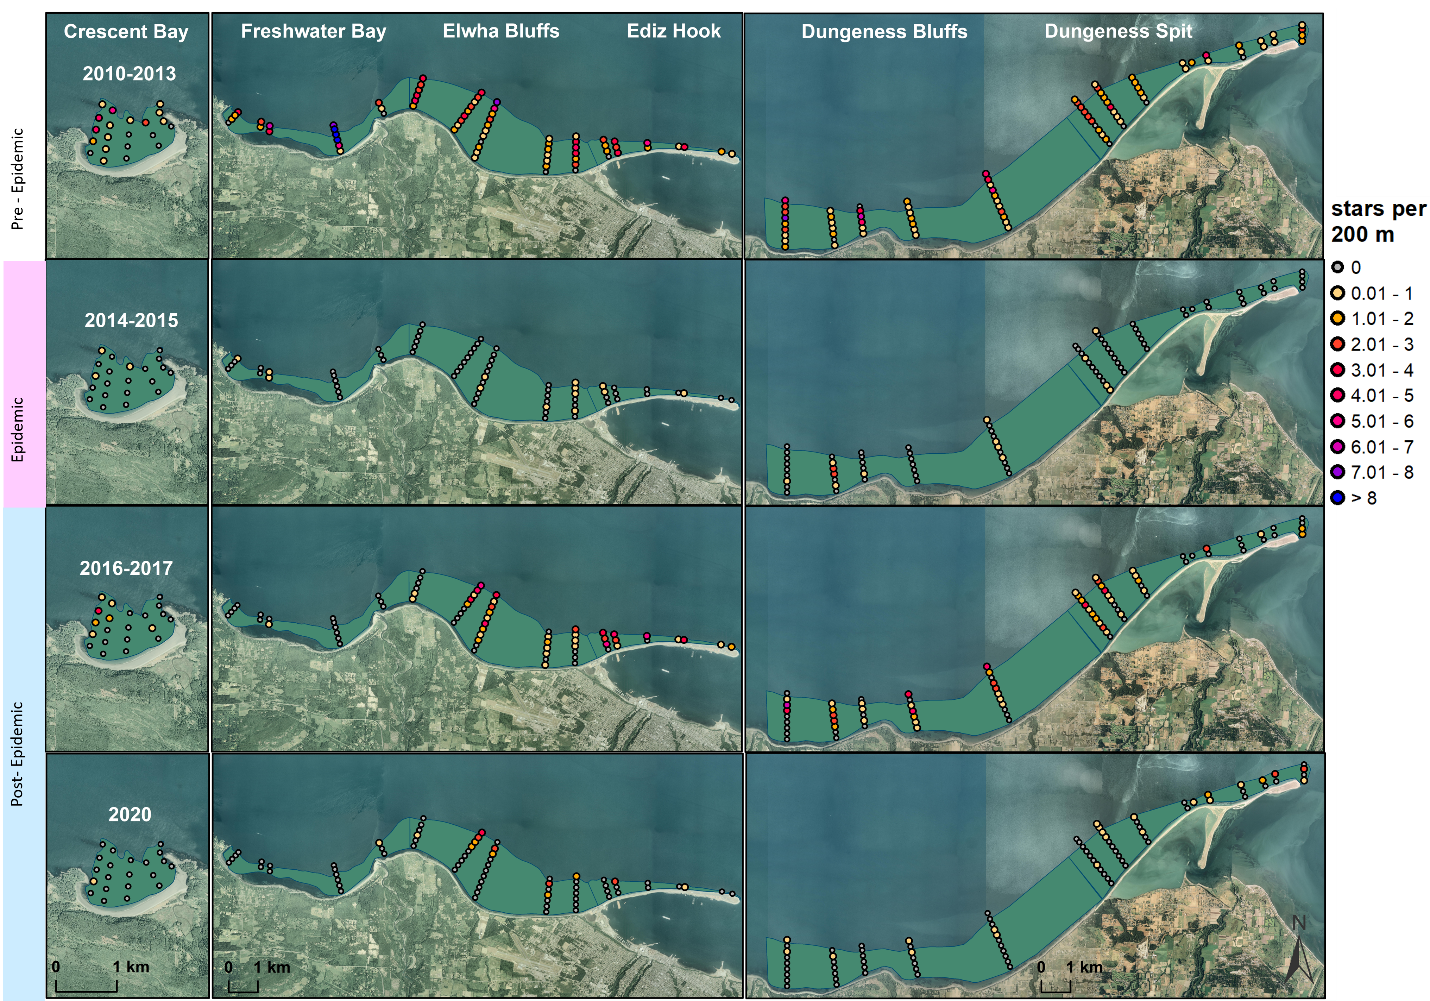 Crescent Bay
Freshwater Bay
Elwha Bluffs
Ediz Hook
Dungeness Bluffs
Dungeness Spit
2010-2013
Pre - Epidemic
stars per
200 m
0
0.01 - 1
1.01 - 2
2.01 - 3
3.01 - 4
4.01 - 5
5.01 - 6
6.01 - 7
7.01 - 8
> 8
2014-2015
Epidemic
2016-2017
Post- Epidemic
2020
N
0 1 km
0 1 km
0 1 km